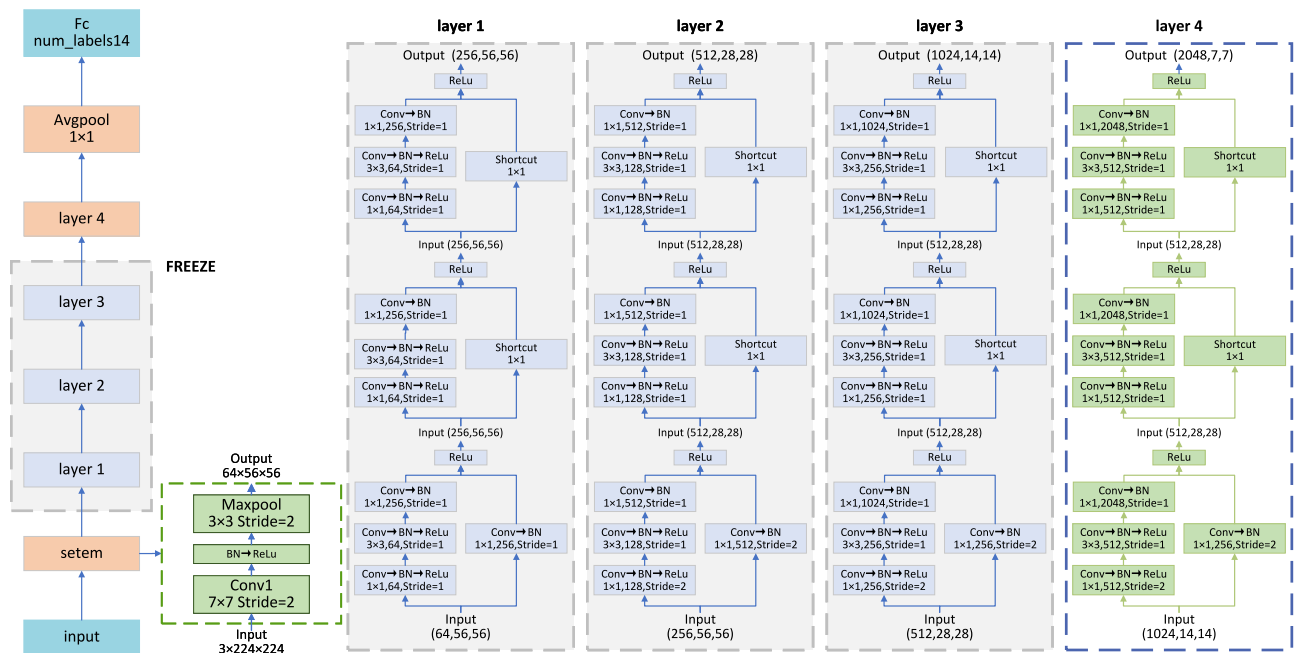 Fc
num_labels14
Avgpool
1×1
layer 4
FREEZE
layer 3
layer 2
layer 1
setem
input
Output
64×56×56
Maxpool
3×3 Stride=2
BN→ReLu
Conv1
7×7 Stride=2
Input
3×224×224
layer 1
Output (256,56,56)
ReLu
Conv→BN
1×1,256,Stride=1
Conv→BN→ReLu
3×3,64,Stride=1
Shortcut
1×1
Conv→BN→ReLu
1×1,64,Stride=1
Input (256,56,56)
ReLu
Conv→BN
1×1,256,Stride=1
Conv→BN→ReLu
3×3,64,Stride=1
Shortcut
1×1
Conv→BN→ReLu
1×1,64,Stride=1
Input (256,56,56)
ReLu
Conv→BN
1×1,256,Stride=1
Conv→BN→ReLu
3×3,64,Stride=1
Conv→BN
1×1,256,Stride=1
Conv→BN→ReLu
1×1,64,Stride=1
Input
(64,56,56)
layer 2
Output (512,28,28)
ReLu
Conv→BN
1×1,512,Stride=1
Conv→BN→ReLu
3×3,128,Stride=1
Shortcut
1×1
Conv→BN→ReLu
1×1,128,Stride=1
Input (512,28,28)
ReLu
Conv→BN
1×1,512,Stride=1
Conv→BN→ReLu
3×3,128,Stride=1
Shortcut
1×1
Conv→BN→ReLu
1×1,128,Stride=1
Input (512,28,28)
ReLu
Conv→BN
1×1,512,Stride=1
Conv→BN→ReLu
3×3,128,Stride=1
Conv→BN
1×1,512,Stride=2
Conv→BN→ReLu
1×1,128,Stride=2
Input
(256,56,56)
layer 3
Output (1024,14,14)
ReLu
Conv→BN
1×1,1024,Stride=1
Conv→BN→ReLu
3×3,256,Stride=1
Shortcut
1×1
Conv→BN→ReLu
1×1,256,Stride=1
Input (512,28,28)
ReLu
Conv→BN
1×1,1024,Stride=1
Conv→BN→ReLu
3×3,256,Stride=1
Shortcut
1×1
Conv→BN→ReLu
1×1,256,Stride=1
Input (512,28,28)
ReLu
Conv→BN
1×1,1024,Stride=1
Conv→BN→ReLu
3×3,256,Stride=1
Conv→BN
1×1,256,Stride=2
Conv→BN→ReLu
1×1,256,Stride=2
Input
(512,28,28)
layer 4
Output (2048,7,7)
ReLu
Conv→BN
1×1,2048,Stride=1
Conv→BN→ReLu
3×3,512,Stride=1
Shortcut
1×1
Conv→BN→ReLu
1×1,512,Stride=1
Input (512,28,28)
ReLu
Conv→BN
1×1,2048,Stride=1
Conv→BN→ReLu
3×3,512,Stride=1
Shortcut
1×1
Conv→BN→ReLu
1×1,512,Stride=1
Input (512,28,28)
ReLu
Conv→BN
1×1,2048,Stride=1
Conv→BN→ReLu
3×3,512,Stride=1
Conv→BN
1×1,256,Stride=2
Conv→BN→ReLu
1×1,512,Stride=2
Input
(1024,14,14)